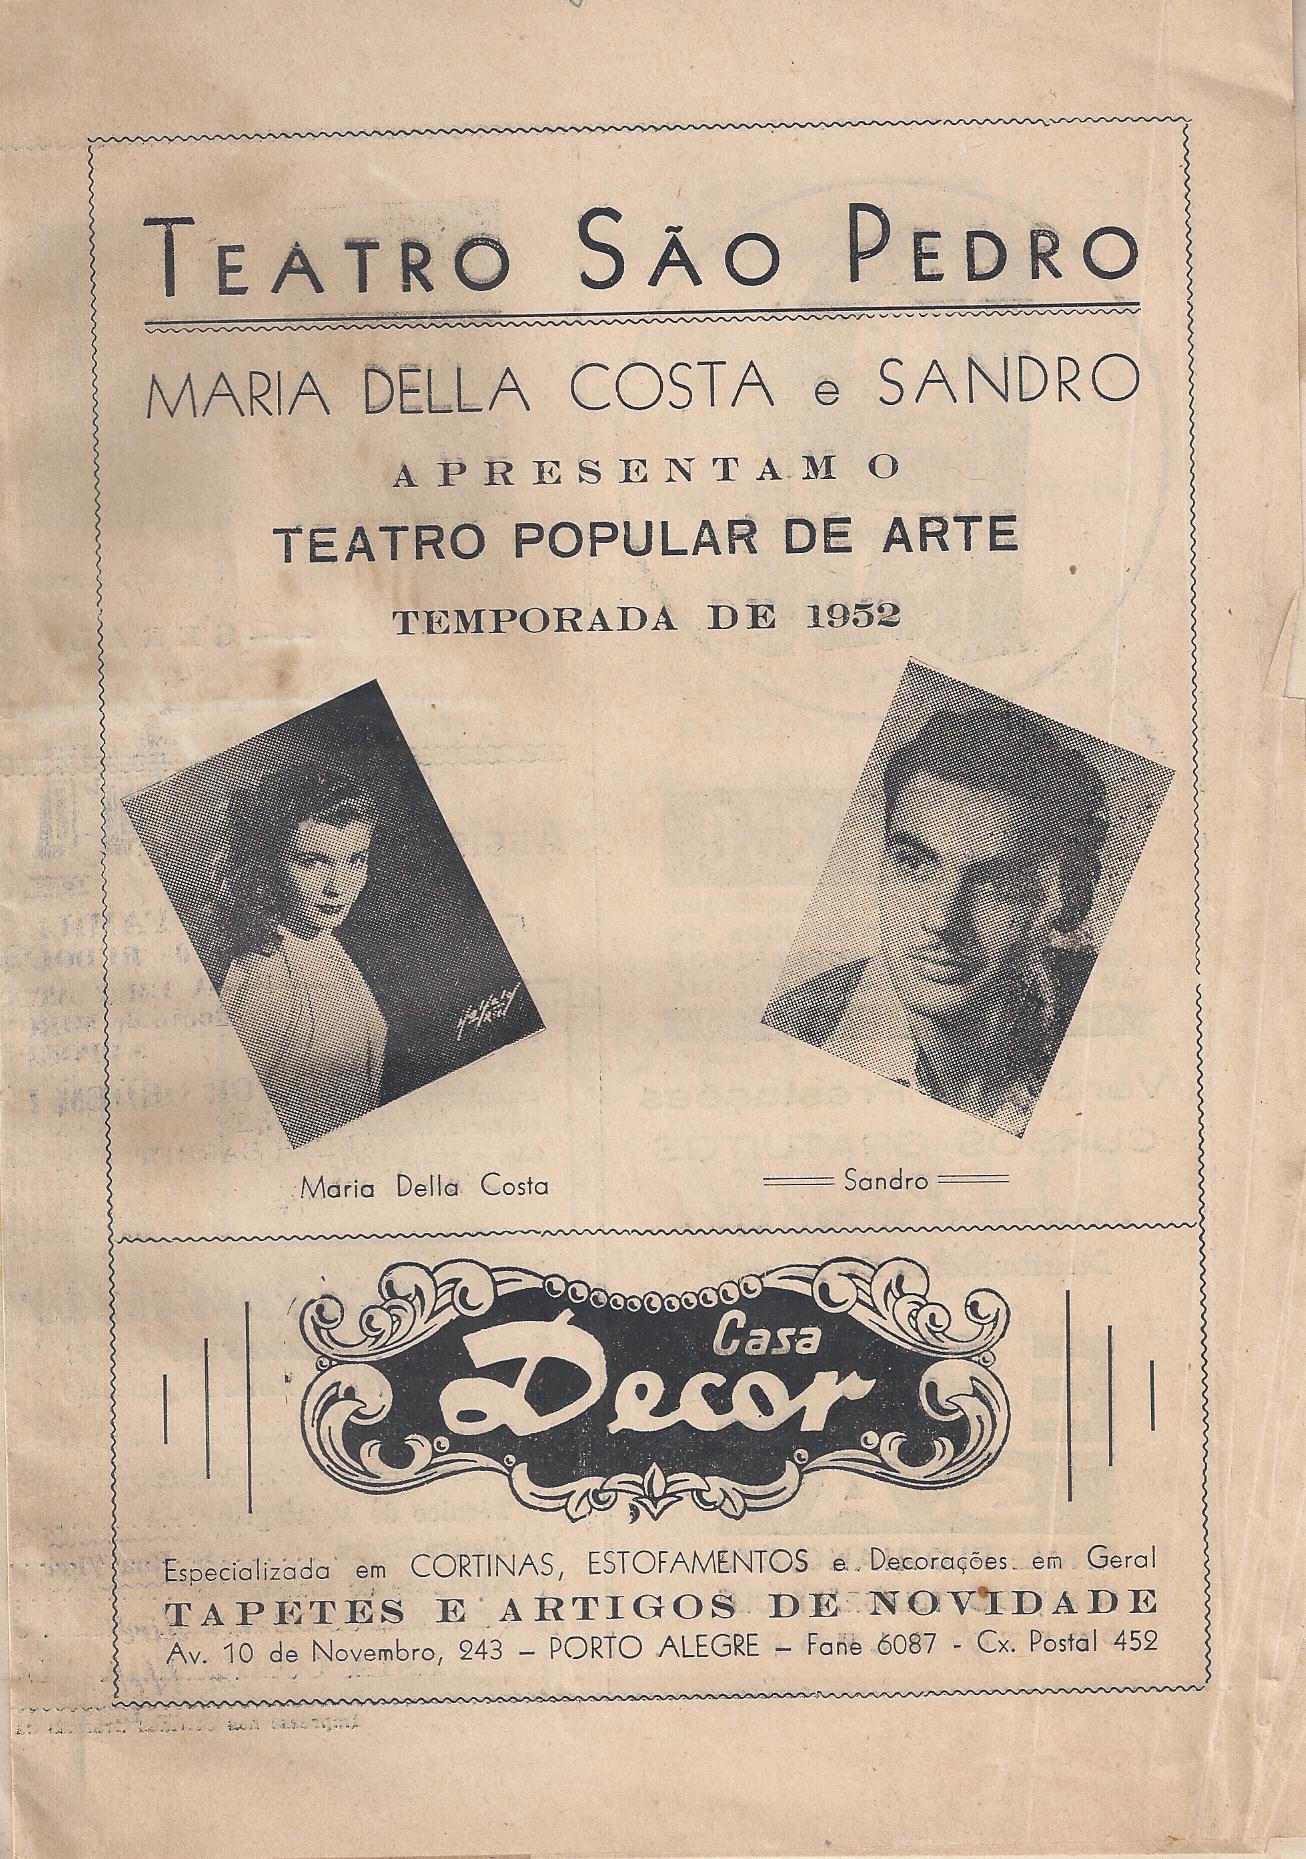 TEATRO SÃO PEDRO
MARIA DELLA COSTA e SANDRO
APRESENTAM O
TEATRO POPULAR DE ARTE
TEMPORADA DE 1952
Maria Della Costa
Sandro
Casa
Decor
Especializada em CORTINAS, ESTOFAMENTOS e Decorações em Geral
TAPETES E ARTIGOS DE NOVIDADE
Av. 10 de Novembro, 243 – PORTO ALEGRE – Fane 6087 - Cx. Postal 452